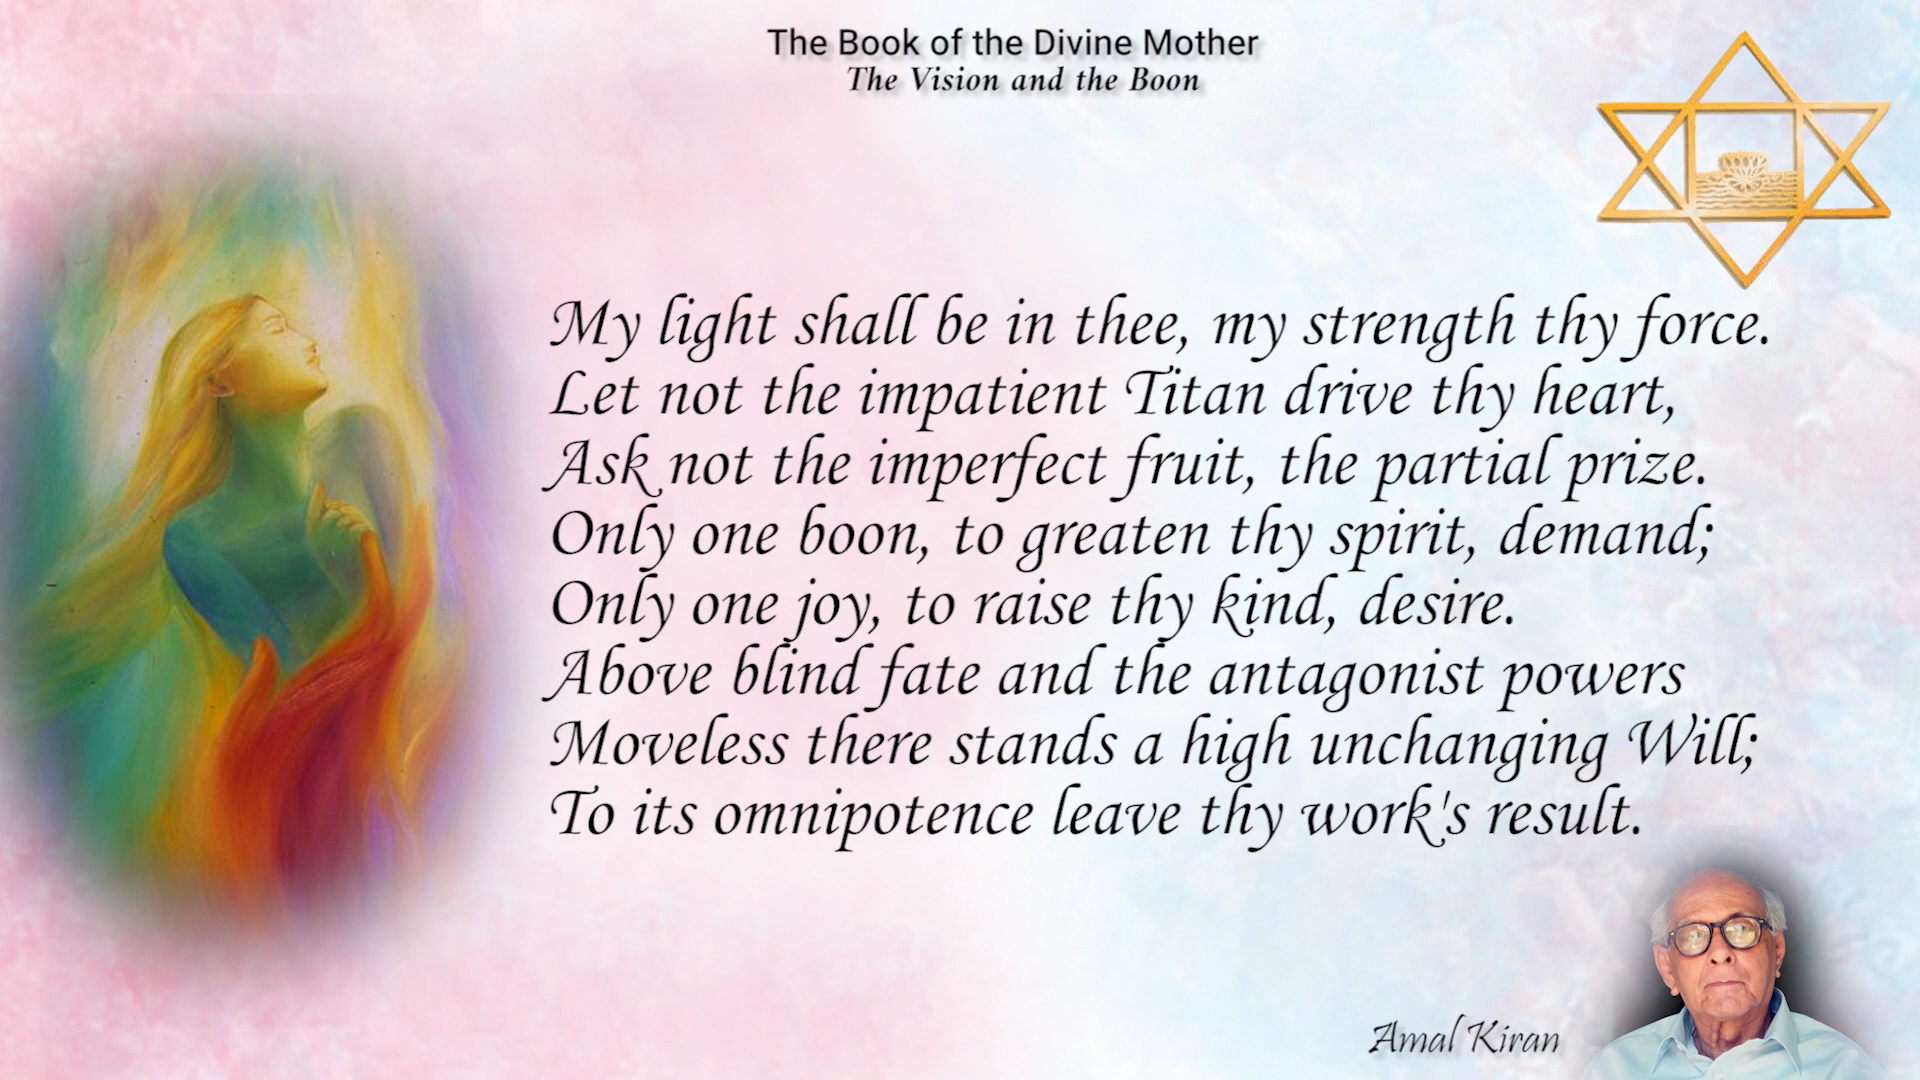 The Book of the Divine Mother
The Vision and the Boon
My light shall be in thee, my strength thy force.
Let not the impatient Titan drive thy heart,
Ask not the imperfect fruit, the partial prize.
Only one boon, to greaten thy spirit, demand;
Only one joy, to raise thy kind, desire.
Above blind fate and the antagonist powers
Moveless there stands a high unchanging Will;
To its omnipotence leave thy work's result.
Amal Kiran